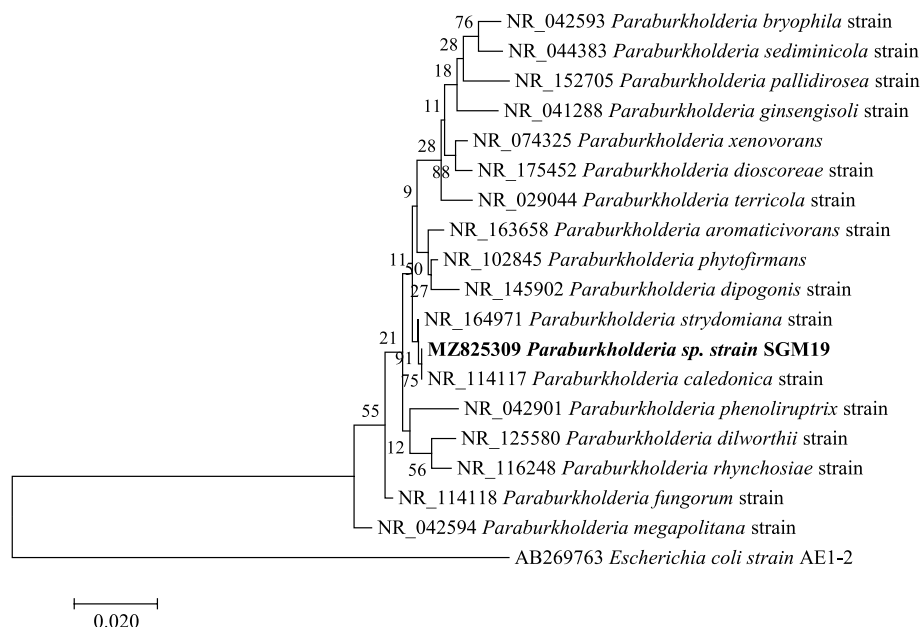 76
NR_042593 Paraburkholderia bryophila strain
28
NR_044383 Paraburkholderia sediminicola strain
18
NR_152705 Paraburkholderia pallidirosea strain
11
NR_041288 Paraburkholderia ginsengisoli strain
NR_074325 Paraburkholderia xenovorans
28
88
NR_175452 Paraburkholderia dioscoreae strain
9
NR_029044 Paraburkholderia terricola strain
NR_163658 Paraburkholderia aromaticivorans strain
11
50
NR_102845 Paraburkholderia phytofirmans
27
NR_145902 Paraburkholderia dipogonis strain
NR_164971 Paraburkholderia strydomiana strain
21
91
MZ825309 Paraburkholderia sp. strain SGM19
75
NR_114117 Paraburkholderia caledonica strain
55
NR_042901 Paraburkholderia phenoliruptrix strain
12
NR_125580 Paraburkholderia dilworthii strain
56
NR_116248 Paraburkholderia rhynchosiae strain
NR_114118 Paraburkholderia fungorum strain
NR_042594 Paraburkholderia megapolitana strain
AB269763 Escherichia coli strain AE1-2
0.020